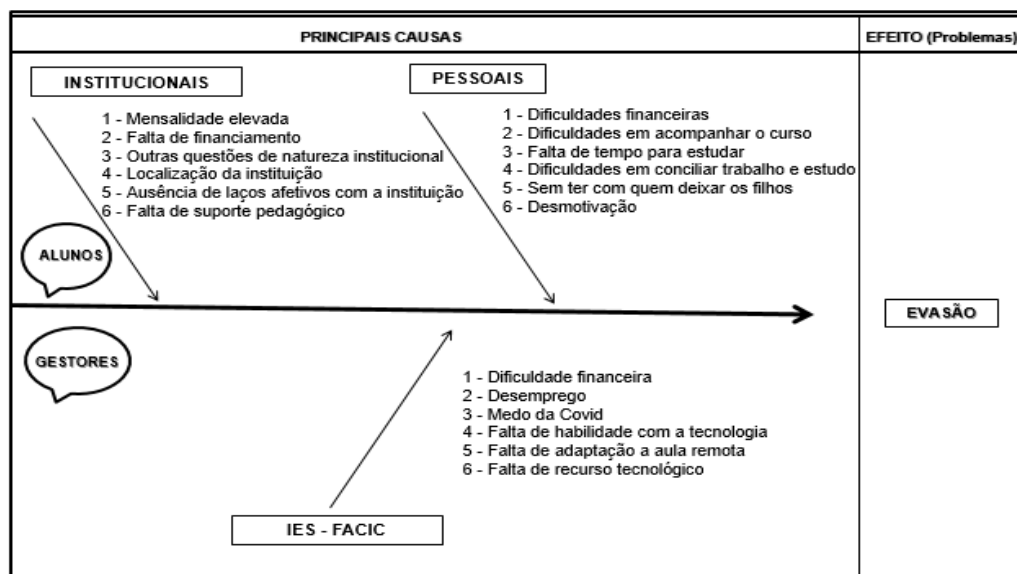 PRINCIPAIS CAUSAS
EFEITO (Problemas)
INSTITUCIONAIS
1 - Mensalidade elevada
2 - Falta de financiamento
3 - Outras questões de natureza institucional
4 - Localização da instituição
5 - Ausência de laços afetivos com a instituição
6 - Falta de suporte pedagógico
PESSOAIS
1 - Dificuldades financeiras
2 - Dificuldades em acompanhar o curso
3 - Falta de tempo para estudar
4 - Dificuldades em conciliar trabalho e estudo
5 - Sem ter com quem deixar os filhos
6 - Desmotivação
ALUNOS
EVASÃO
GESTORES
1 - Dificuldade financeira
2 - Desemprego
3 - Medo da Covid
4 - Falta de habilidade com a tecnologia
5 - Falta de adaptação a aula remota
6 - Falta de recurso tecnológico
IES - FACIC